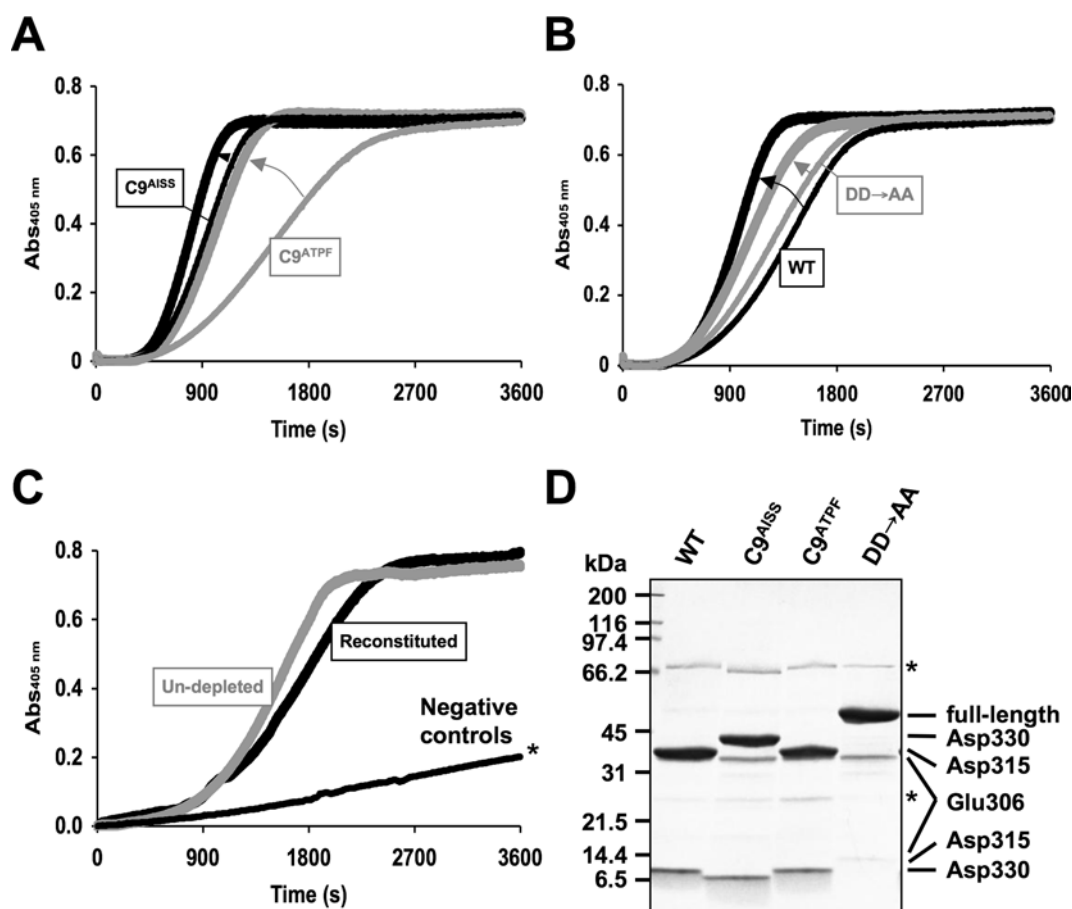 A
Abs405 nm
0.8
0.6
0.4
0.2
0
C9AISS
C9ATPF
0 900 1800 2700 3600
Time (s)
B
Abs405 nm
0.8
0.6
0.4
0.2
0
DD→AA
WT
0 900 1800 2700 3600
Time (s)
C
Abs405 nm
0.8
0.6
0.4
0.2
0.0
Un-depleted
Reconstituted
Negative
controls
*
0 900 1800 2700 3600
Time (s)
D
WT C9AISS C9ATPF DD→AA
kDa
200
116
97.4
66.2
45
31
21.5
14.4
6.5
*
full-length
Asp330
Asp315
Glu306
*
Asp315
Asp330